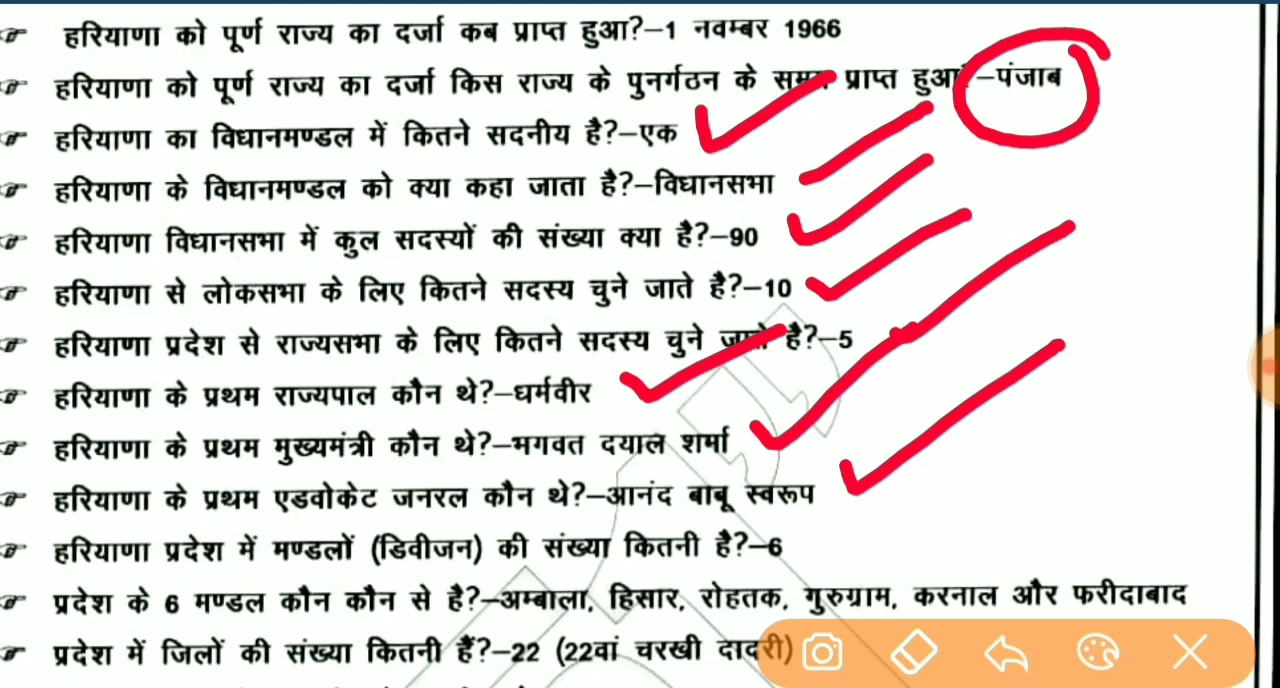 हरियाणा को पूर्ण राज्य का दर्जा कब प्राप्त हुआ?–1 नवम्बर 1966
हरियाणा को पूर्ण राज्य का दर्जा किस राज्य के पुनर्गठन के समय प्राप्त हुआ?–पंजाब
हरियाणा का विधानमण्डल में कितने सदनीय है?–एक
हरियाणा के विधानमण्डल को क्या कहा जाता है?–विधानसभा
हरियाणा विधानसभा में कुल सदस्यों की संख्या क्या है?–90
हरियाणा से लोकसभा के लिए कितने सदस्य चुने जाते है?–10
हरियाणा प्रदेश से राज्यसभा के लिए कितने सदस्य चुने जाते है?–5
हरियाणा के प्रथम राज्यपाल कौन थे?–धर्मवीर
हरियाणा के प्रथम मुख्यमंत्री कौन थे?–भगवत दयाल शर्मा
हरियाणा के प्रथम एडवोकेट जनरल कौन थे?–आनंद बाबू स्वरूप
हरियाणा प्रदेश में मण्डलों (डिवीजन) की संख्या कितनी है?–6
प्रदेश के 6 मण्डल कौन कौन से है?–अम्बाला, हिसार, रोहतक, गुरुग्राम, करनाल और फरीदाबाद
प्रदेश में जिलों की संख्या कितनी हैं?–22 (22वां चरखी दादरी)